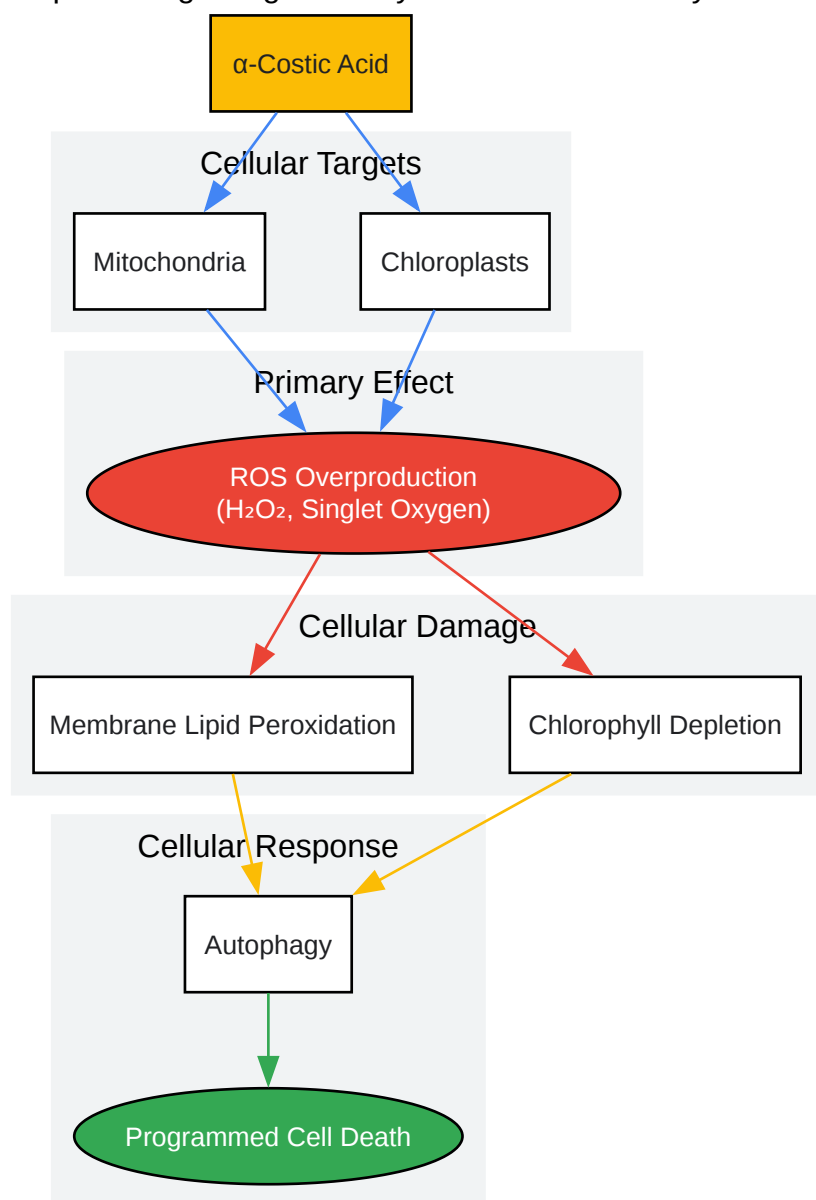 α-Costic Acid
Cellular Targets
Mitochondria
Chloroplasts
Primary Effect
ROS Overproduction
(H₂O₂, Singlet Oxygen)
Cellular Damage
Membrane Lipid Peroxidation
Chlorophyll Depletion
Cellular Response
Autophagy
Programmed Cell Death